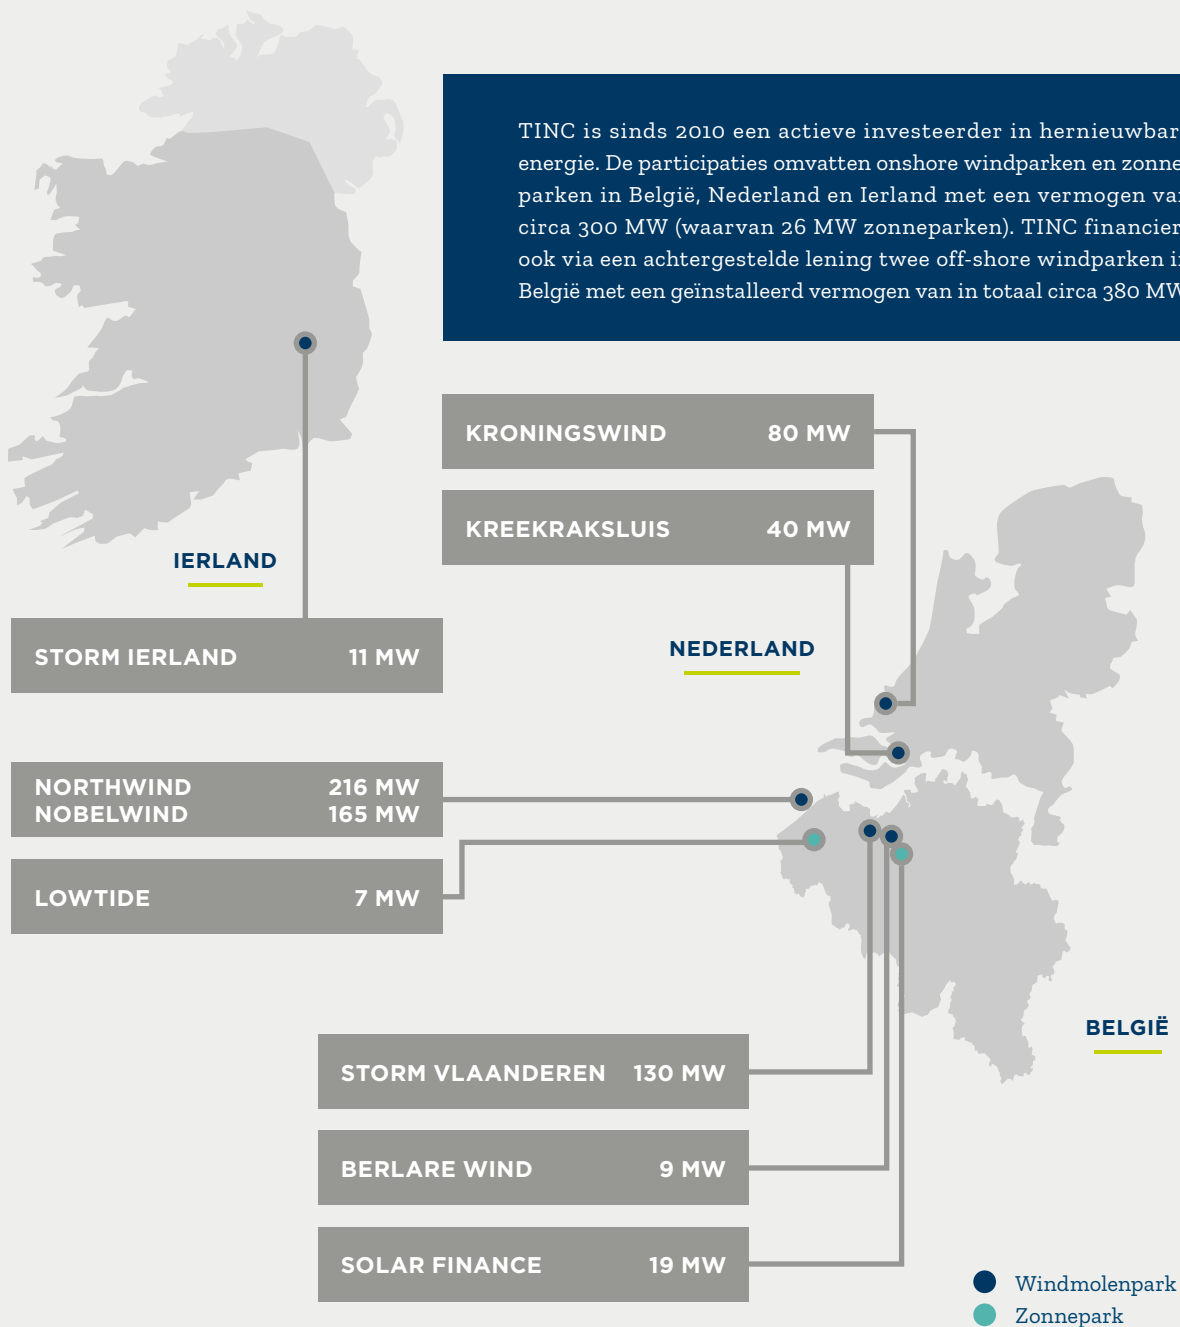 TINC is sinds 2010 een actieve investeerder in hernieuwbar
energie. De participaties omvatten onshore windparken en zonne
parken in België, Nederland en Ierland met een vermogen va
circa 300 MW (waarvan 26 MW zonneparken). TINC financier
ook via een achtergestelde lening twee off-shore windparken i
België met een geïnstalleerd vermogen van in totaal circa 380 MW
KRONINGSWIND 80 MW
KREEKRAKSLUIS 40 MW
IERLAND
STORM IERLAND 11 MW
NEDERLAND
NORTHWIND 216 MW
NOBELWIND 165 MW
LOWTIDE 7 MW
BELGIË
STORM VLAANDEREN 130 MW
BERLARE WIND 9 MW
SOLAR FINANCE 19 MW
Windmolenpark
Zonnepark